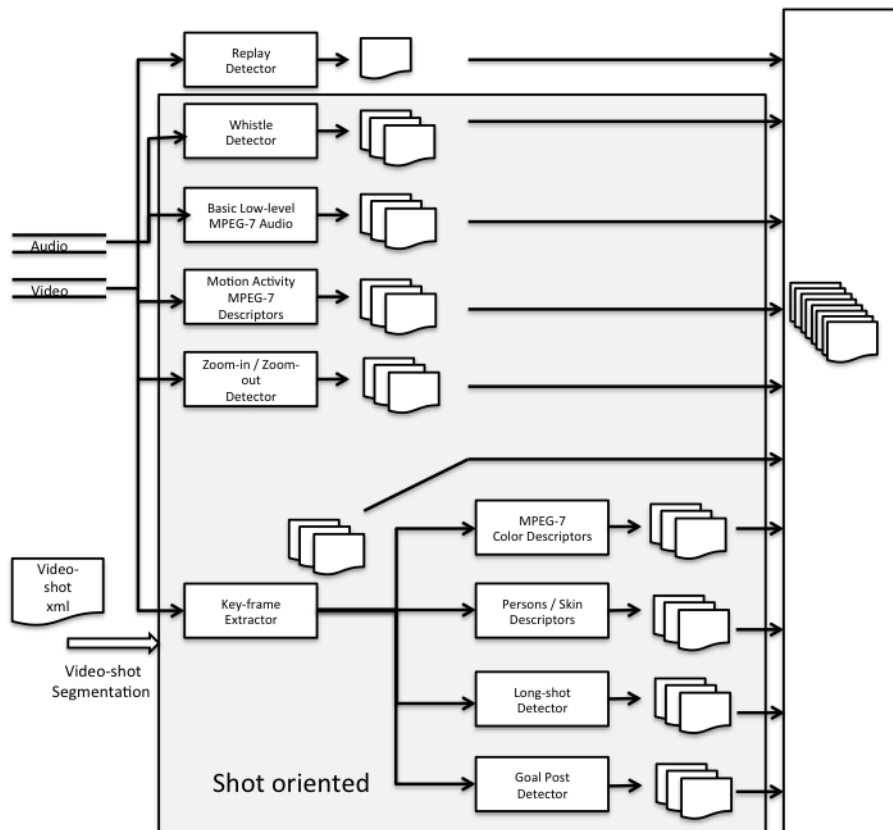 Replay
Detector
Whistle
Detector
Basic Low-level
MPEG-7 Audio
Audio
Video
Motion Activity
MPEG-7
Descriptors
Zoom-in / Zoom-
out
Detector
MPEG-7
Color Descriptors
Video-
shot
xml
Key-frame
Extractor
Persons / Skin
Descriptors
Video-shot
Segmentation
Long-shot
Detector
Shot oriented
Goal Post
Detector